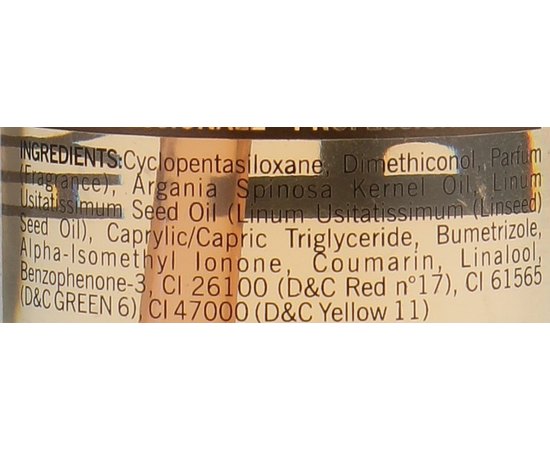 INGREDIENTS:Cyclopentasiloxane, Dimethiconol, Parfum
(Fragrance), Argania Spinosa Kernel Oil, Linum
Usitatissimum Seed Oil (Linum Usitatissimum (Linseed)
Seed Oil), Caprylic/Capric Triglyceride, Bumetrizole,
Alpha-Isomethyl Ionone, Coumarin, Linalool,
Benzophenone-3, CI 26100 (D&C Red n°17), CI 61565
(D&C GREEN 6), CI 47000 (D&C Yellow 11)